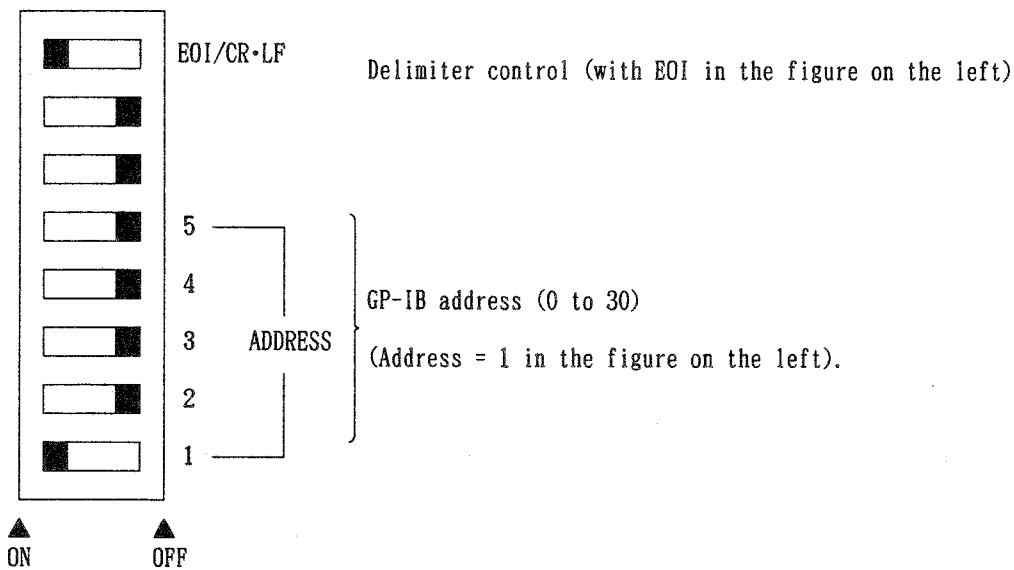 EOI/CR·LF
Delimiter control (with EOI in the figure on the left)
5
4
3
2
1
ADDRESS
GP-IB address (0 to 30)
(Address = 1 in the figure on the left).
ON
OFF